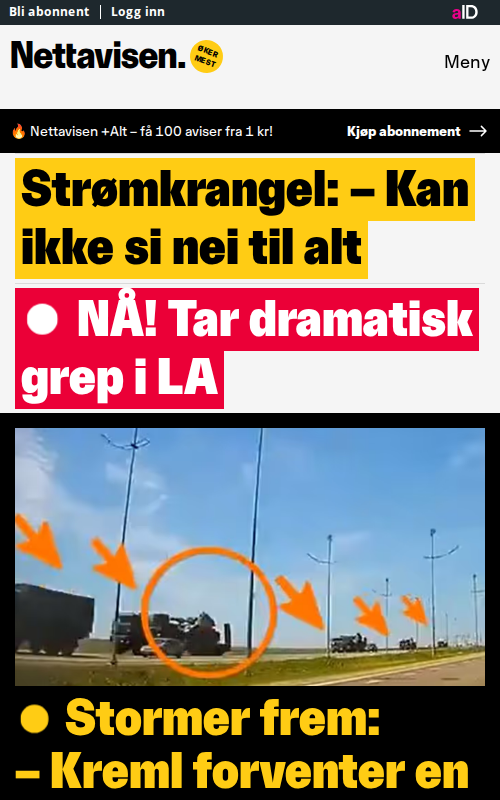 Bli abonnent | Logg inn
aID
Nettavisen.
ØKER
MEST
Meny
🔥 Nettavisen +Alt – få 100 aviser fra 1 kr!
Kjøp abonnement →
Strømkrangel: – Kan
ikke si nei til alt
NÅ! Tar dramatisk
grep i LA
Stormer frem:
– Kreml forventer en